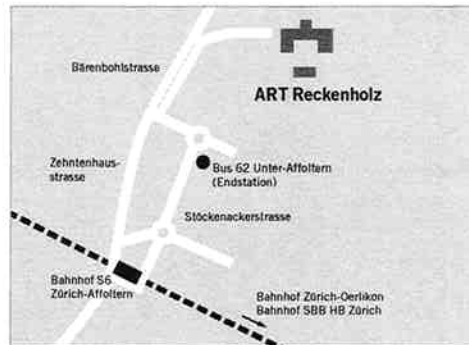 Bärenbohlstrasse
ART Reckenholz
Zehntenhaus-
strasse
Bus 62 Unter-Affoltern
(Endstation)
Stöckenackerstrasse
Bahnhof S6
Zürich-Affoltern
Bahnhof Zürich-Oerlikon
Bahnhof SBB HB Zürich